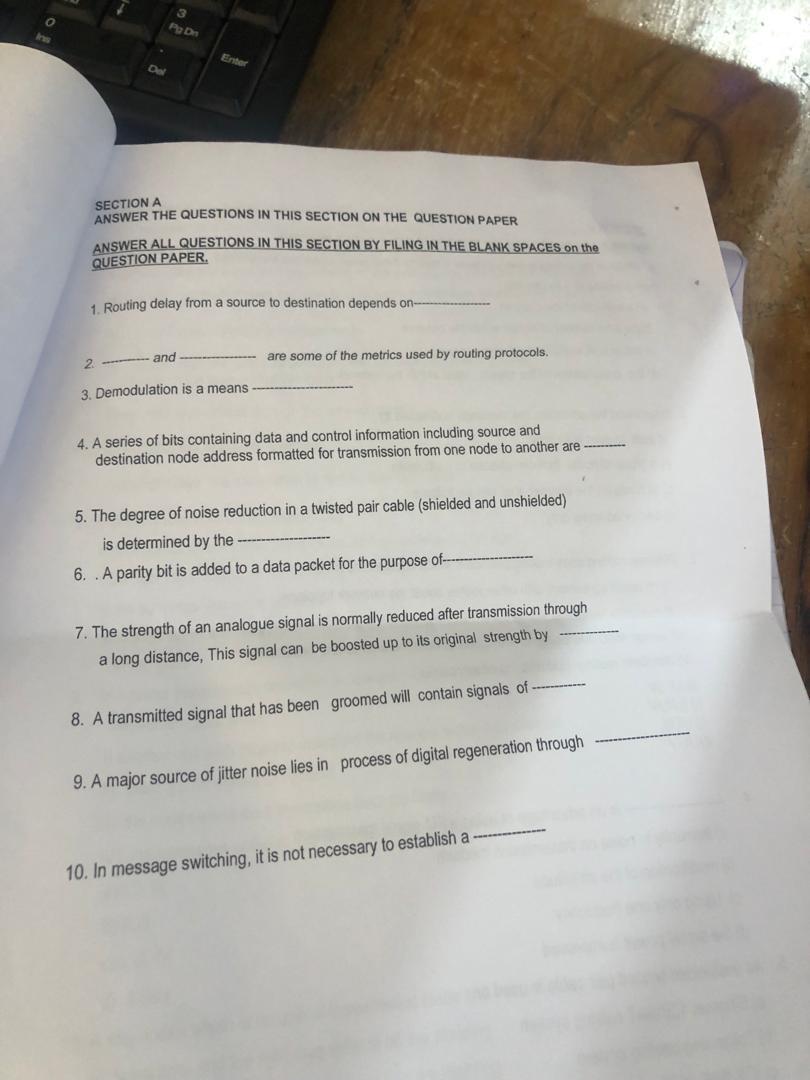 0
Ins
3
Pg Dn
.
Del
Enter
SECTION A
ANSWER THE QUESTIONS IN THIS SECTION ON THE QUESTION PAPER
ANSWER ALL QUESTIONS IN THIS SECTION BY FILING IN THE BLANK SPACES on the
QUESTION PAPER.
1. Routing delay from a source to destination depends on-------------------
2. ----------- and ------------------ are some of the metrics used by routing protocols.
3. Demodulation is a means -----------------------
4. A series of bits containing data and control information including source and
destination node address formatted for transmission from one node to another are ----------
5. The degree of noise reduction in a twisted pair cable (shielded and unshielded)
is determined by the --------------------
6. . A parity bit is added to a data packet for the purpose of--------------------
7. The strength of an analogue signal is normally reduced after transmission through
a long distance, This signal can be boosted up to its original strength by -------------
8. A transmitted signal that has been groomed will contain signals of ------------
9. A major source of jitter noise lies in process of digital regeneration through --------------------
10. In message switching, it is not necessary to establish a ---------------